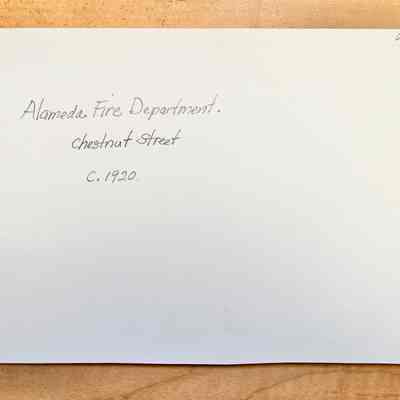 Alameda Fire Department.
Chestnut Street
C. 1920.